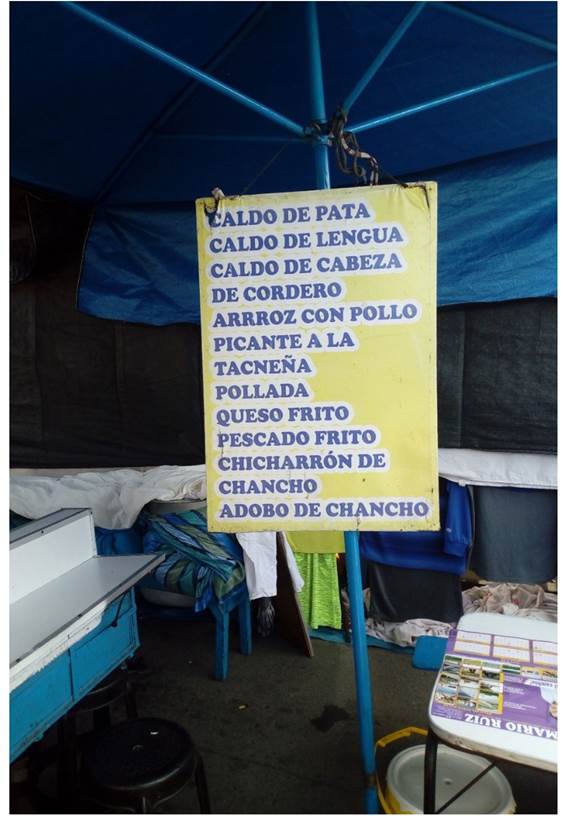 CALDO DE PATA
CALDO DE LENGUA
CALDO DE CABEZA
DE CORDERO
ARRROZ CON POLLO
PICANTE A LA
TACNEÑA
POLLADA
QUESO FRITO
PESCADO FRITO
CHICHARRÓN DE
CHANCHO
ADOBO DE CHANCHO
MARIO RUIZ